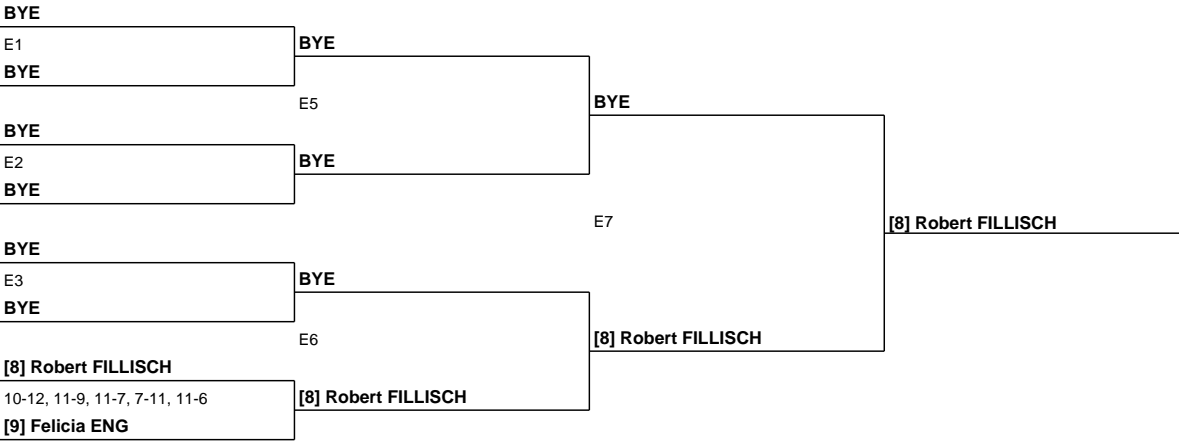 BYE
E1
BYE
BYE
E5
BYE
BYE
E2
BYE
BYE
E7
[8] Robert FILLISCH
BYE
E3
BYE
BYE
E6
[8] Robert FILLISCH
[8] Robert FILLISCH
10-12, 11-9, 11-7, 7-11, 11-6
[8] Robert FILLISCH
[9] Felicia ENG